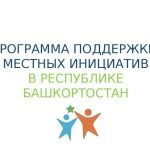 РОГРАММА ПОДДЕРЖК
МЕСТНЫХ ИНИЦИАТИВ
В РЕСПУБЛИКЕ
БАШКОРТОСТАН